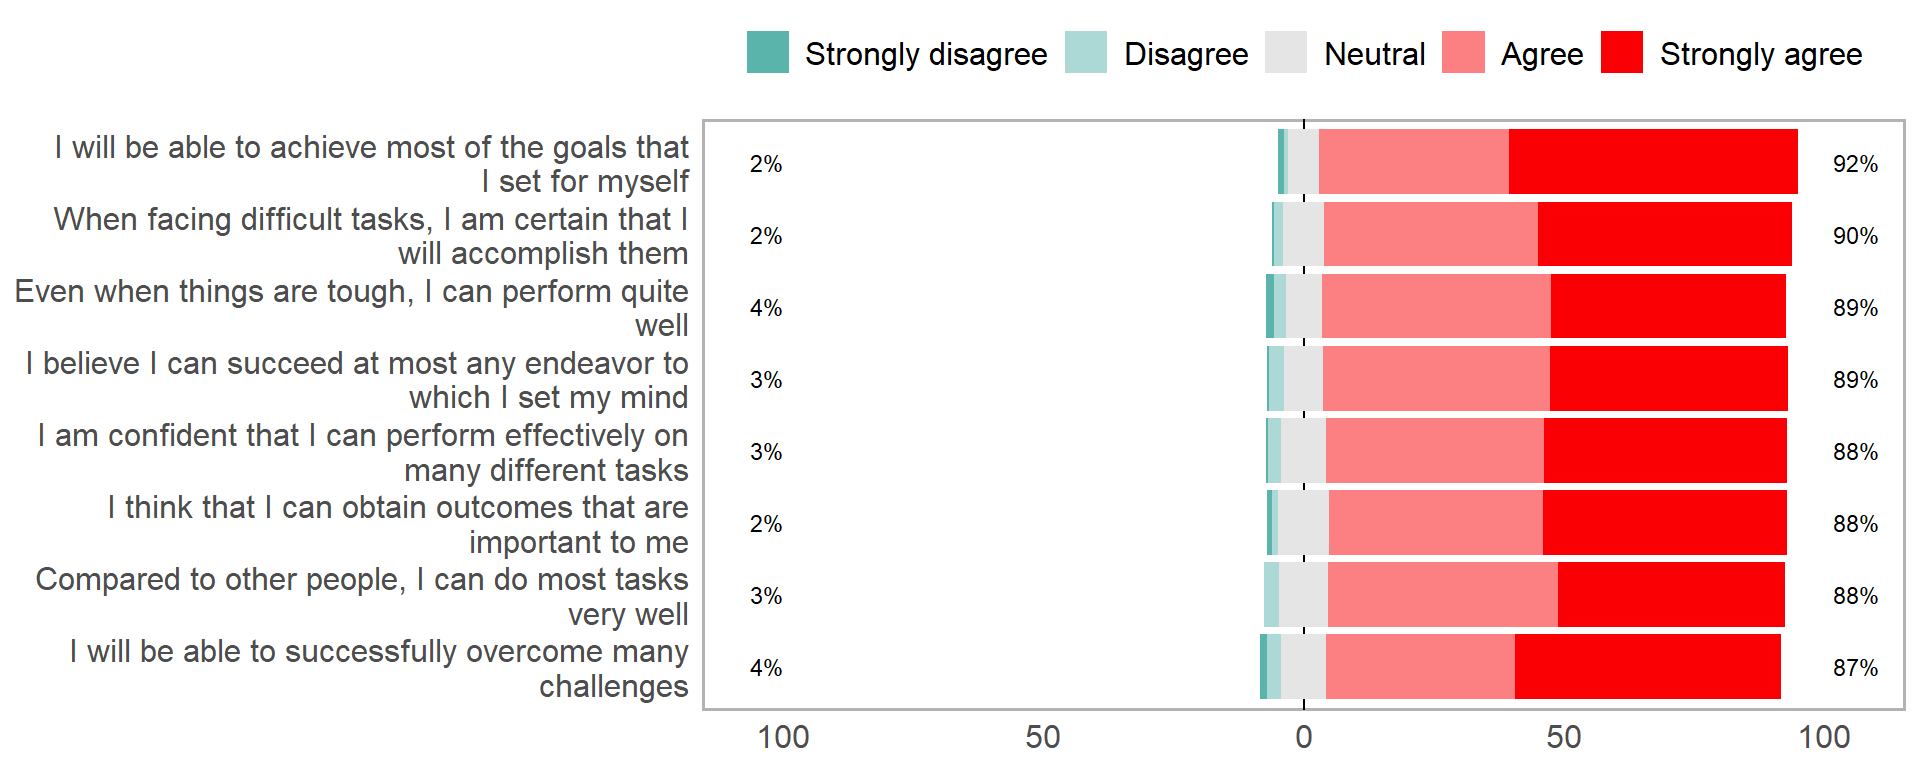 Strongly disagree Disagree Neutral Agree Strongly agree
I will be able to achieve most of the goals that
I set for myself
2% 92%
When facing difficult tasks, I am certain that I
will accomplish them
2% 90%
Even when things are tough, I can perform quite
well
4% 89%
I believe I can succeed at most any endeavor to
which I set my mind
3% 89%
I am confident that I can perform effectively on
many different tasks
3% 88%
I think that I can obtain outcomes that are
important to me
2% 88%
Compared to other people, I can do most tasks
very well
3% 88%
I will be able to successfully overcome many
challenges
4% 87%
100 50 0 50 100